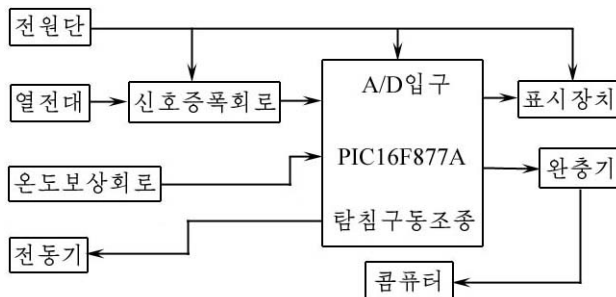 전원단
열전대
신호증폭회로
A/D입구
표시장치
PIC16F877A
완충기
온도보상회로
탐침구동조종
전동기
콤퓨터